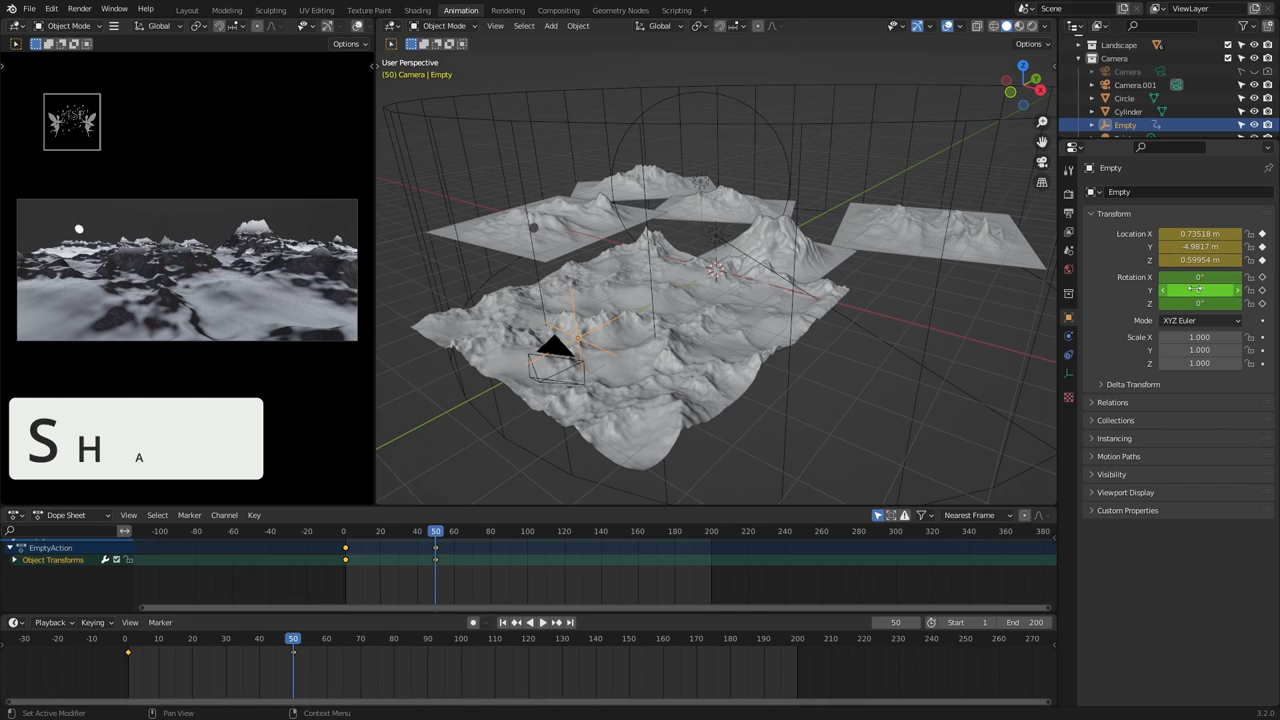 File Edit Render Window Help Layout Modeling Sculpting UV Editing Texture Paint Shading Animation Rendering Compositing Geometry Nodes Scripting Scene ViewLayer
Object Mode Global Object Mode View Select Add Object Global
Options Options
User Perspective
(50) Camera | Empty
Z
Y
X
Landscape
Camera
Camera
Camera.001
Circle
Cylinder
Empty
Empty
Empty
Transform
Location X 0.73518 m
Y -4.9817 m
Z 0.59954 m
Rotation X 0°
Y
Z 0°
Mode XYZ Euler
Scale X 1.000
Y 1.000
Z 1.000
Delta Transform
Relations
Collections
Instancing
Motion Paths
Visibility
Viewport Display
Custom Properties
S H A
Dope Sheet View Select Marker Channel Key Nearest Frame
-100 -80 -60 -40 -20 0 20 40 50 60 80 100 120 140 160 180 200 220 240 260 280 300 320 340 360 380
EmptyAction
Object Transforms
Playback Keying View Marker 50 Start 1 End 200
-30 -20 -10 0 10 20 30 40 50 60 70 80 90 100 110 120 130 140 150 160 170 180 190 200 210 220 230 240 250 260 270
Set Active Modifier Pan View Context Menu 3.2.0